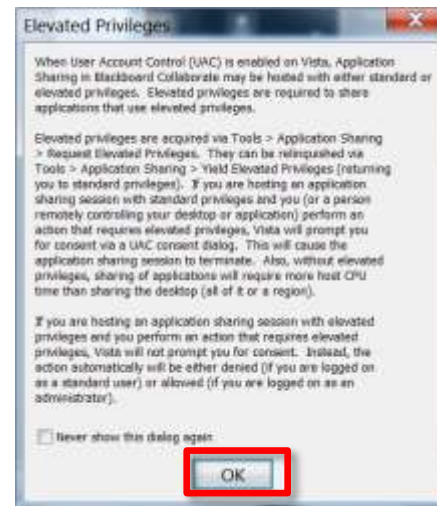 Elevated Privileges
When User Account Control (UAC) is enabled on Vista, Application
Sharing in Blackboard Collaborate may be hosted with either standard or
elevated privileges. Elevated privileges are required to share
applications that use elevated privileges.
Elevated privileges are acquired via Tools > Application Sharing
> Request Elevated Privileges. They can be relinquished via
Tools > Application Sharing > Yield Elevated Privileges (returning
you to standard privileges). If you are hosting an application
sharing session with standard privileges and you (or a person
remotely controlling your desktop or application) perform an
action that requires elevated privileges, Vista will prompt you
for consent via a UAC consent dialog. This will cause the
application sharing session to terminate. Also, without elevated
privileges, sharing of applications will require more host CPU
time than sharing the desktop (all of it or a region).
If you are hosting an application sharing session with elevated
privileges and you perform an action that requires elevated
privileges, Vista will not prompt you for consent. Instead, the
action automatically will be either denied (if you are logged on
as a standard user) or allowed (if you are logged on as an
administrator).
Never show this dialog again
OK